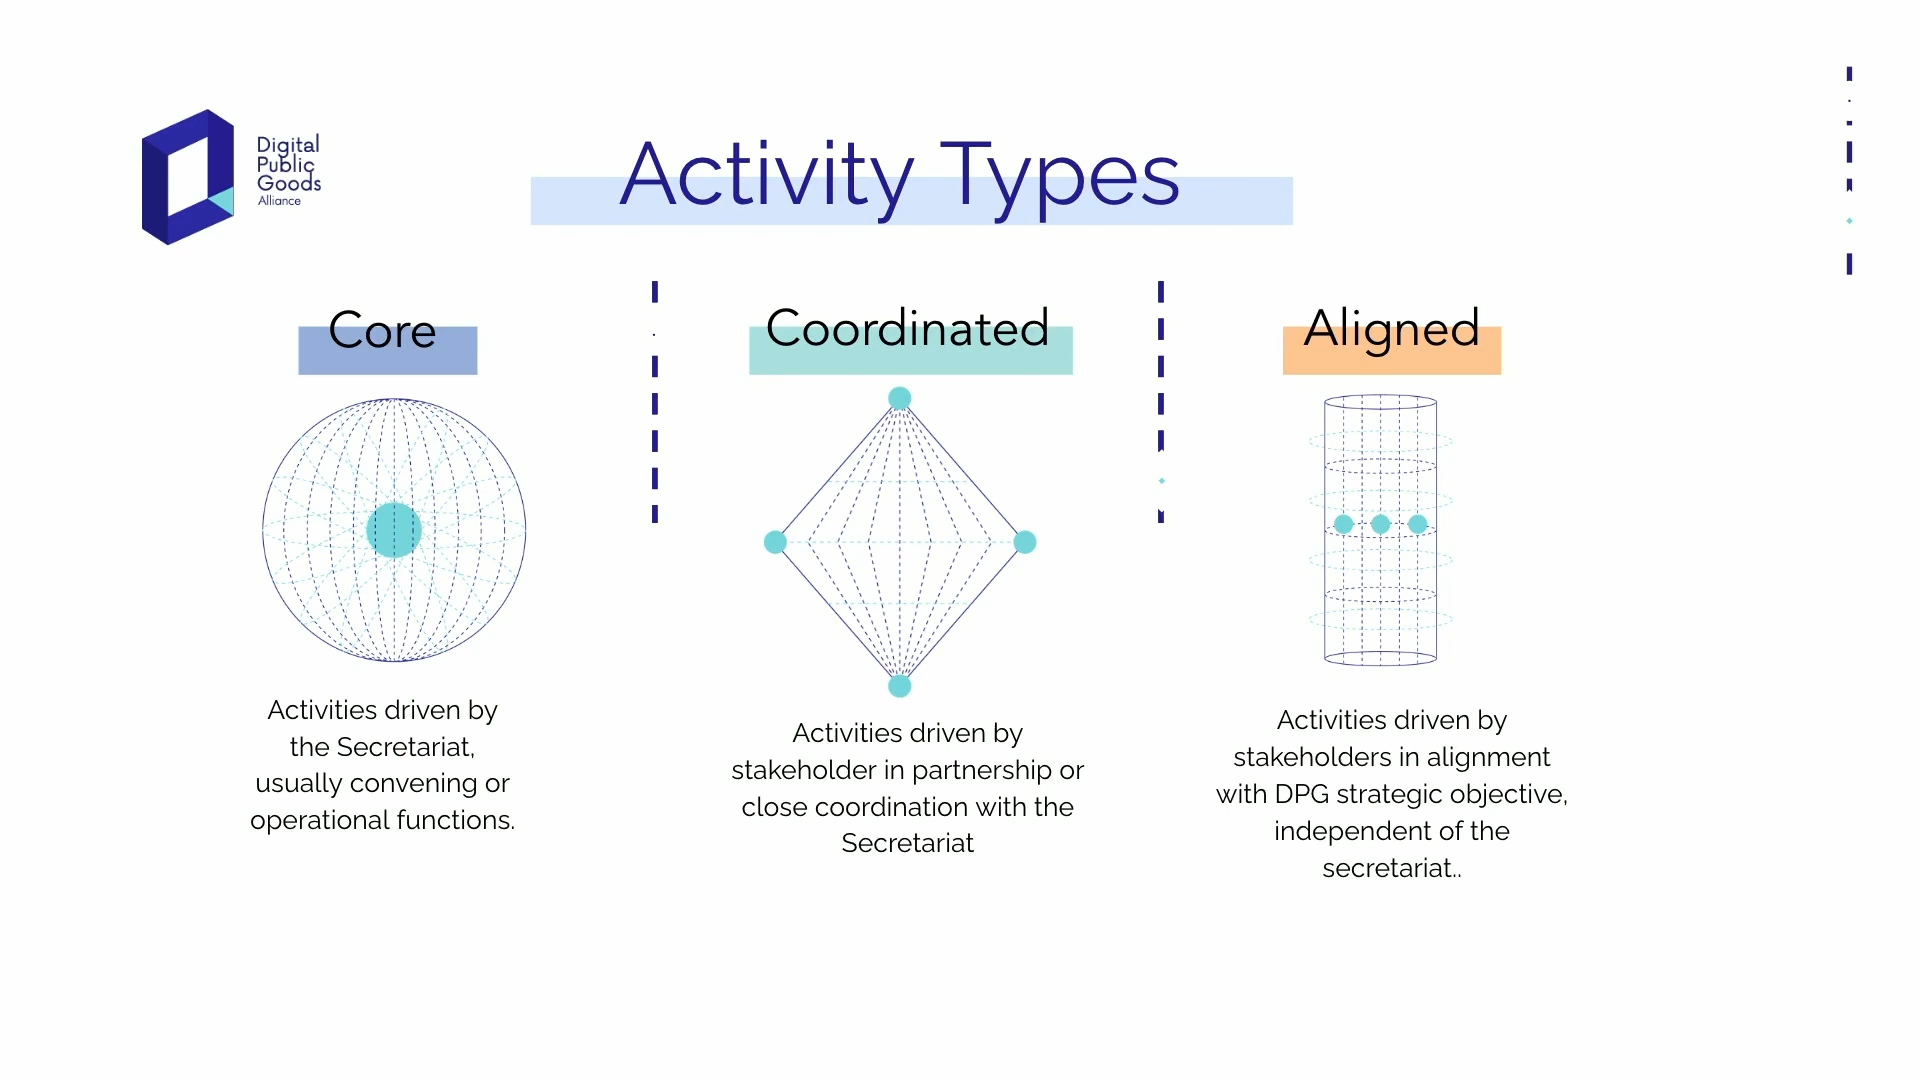 Digital
Public
Goods
Alliance
Activity Types
Core
Activities driven by
the Secretariat,
usually convening or
operational functions.
Coordinated
Activities driven by
stakeholder in partnership or
close coordination with the
Secretariat
Aligned
Activities driven by
stakeholders in alignment
with DPG strategic objective,
independent of the
secretariat..